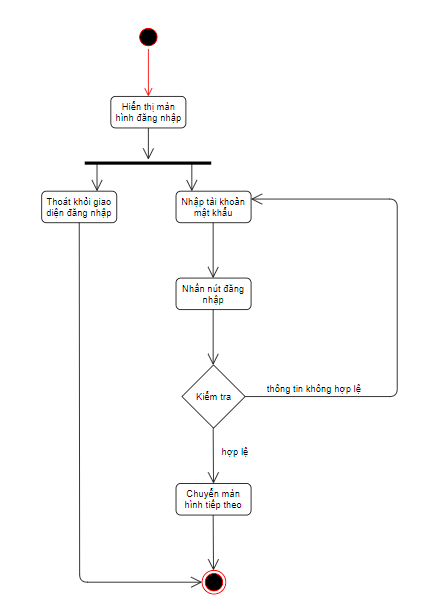 Hiển thị màn
hình đăng nhập
Thoát khỏi giao
diện đăng nhập
Nhập tài khoản
mật khẩu
Nhấn nút đăng
nhập
Kiểm tra
thông tin không hợp lệ
hợp lệ
Chuyển màn
hình tiếp theo